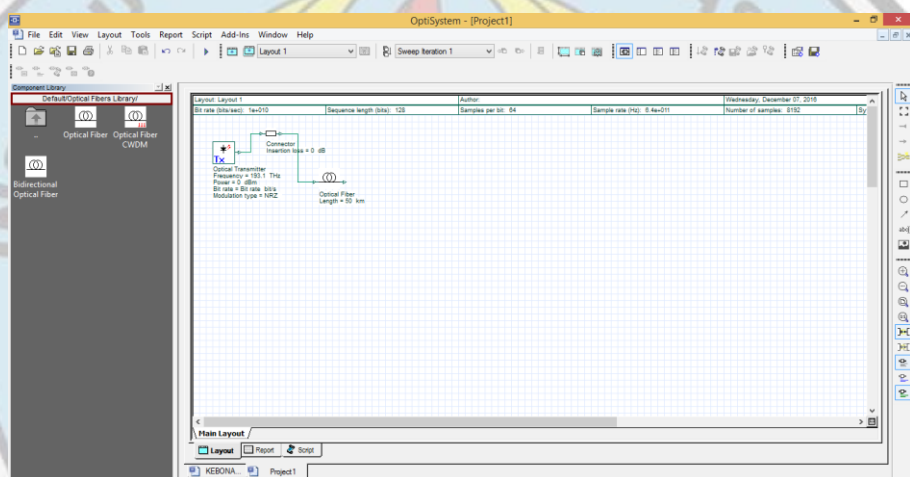 OptiSystem - [Project1]
File Edit View Layout Tools Report Script Add-Ins Window Help
Layout 1
Sweep Iteration 1
Component Library
Default/Optical Fibers Library/
..
Optical Fiber
Optical Fiber CWDM
Bidirectional
Optical Fiber
Layout: Layout 1 Author: Wednesday, December 07, 2016
Bit rate (bits/sec): 1e+010 Sequence length (bits): 128 Samples per bit: 64 Sample rate (Hz): 6.4e+011 Number of samples: 8192 Sy
Connector
Insertion loss = 0 dB
Tx
Optical Transmitter
Frequency = 193.1 THz
Power = 0 dBm
Bit rate = Bit rate bit/s
Modulation type = NRZ
Optical Fiber
Length = 50 km
Main Layout
Layout Report Script
KEBONA... Project1